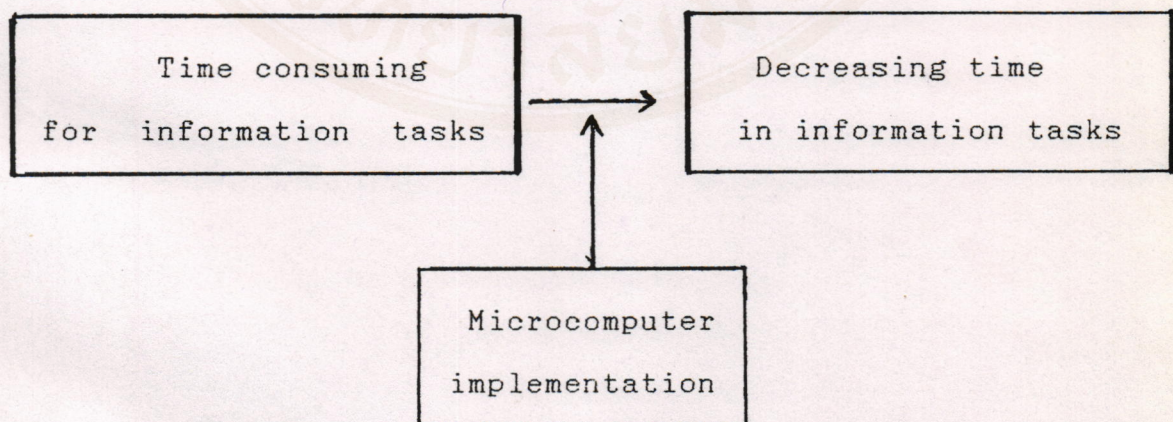 Time consuming
for information tasks
Decreasing time
in information tasks
Microcomputer
implementation